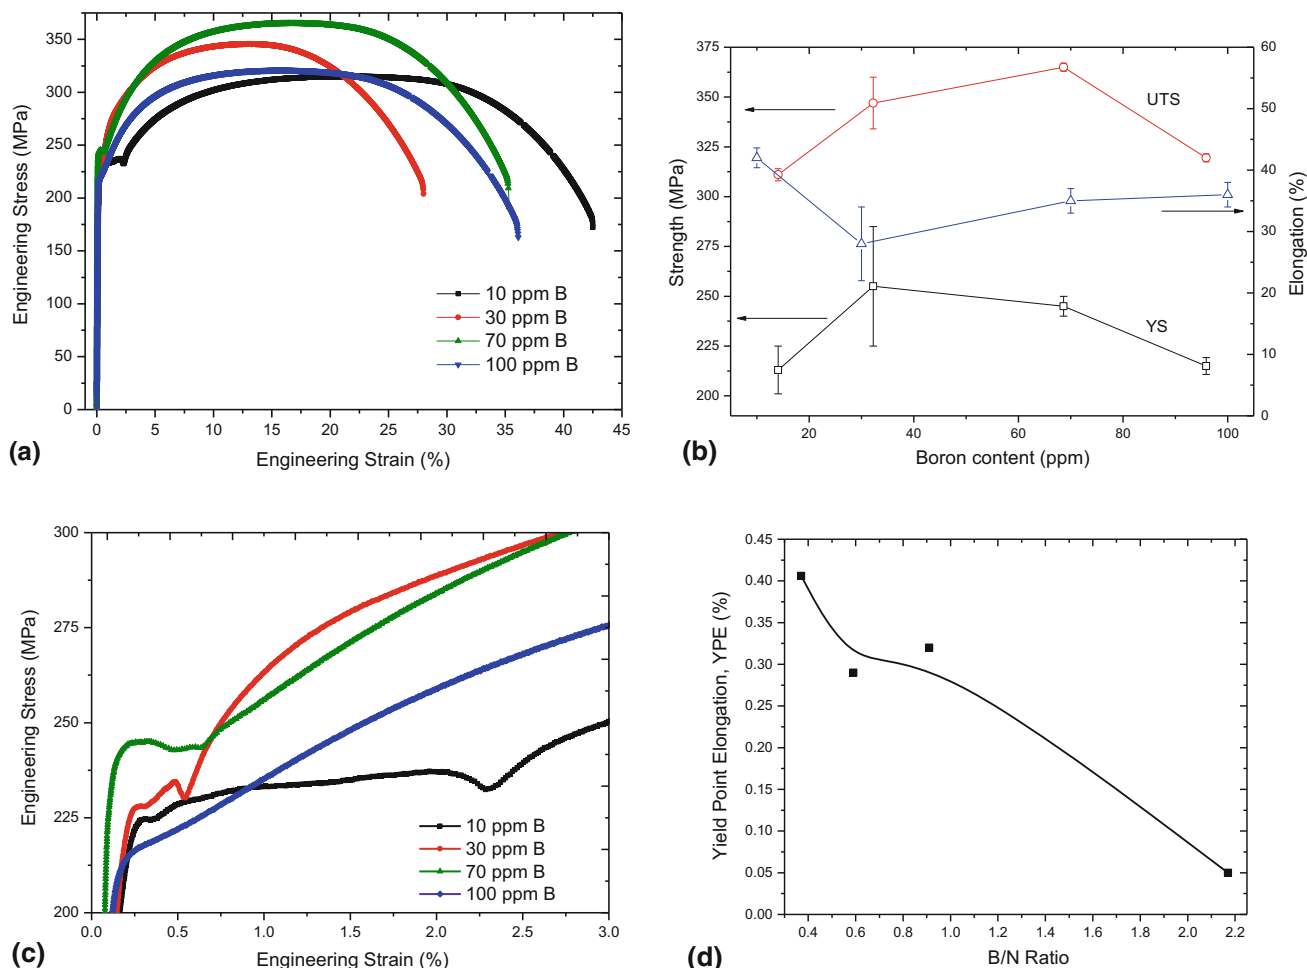 350
300
250
200
150
100
50
0
Engineering Stress (MPa)
10 ppm B
30 ppm B
70 ppm B
100 ppm B
0 5 10 15 20 25 30 35 40 45
Engineering Strain (%)
(a)
375
350
325
300
275
250
225
200
Strength (MPa)
UTS
YS
60
50
40
30
20
10
0
Elongation (%)
20 40 60 80 100
Boron content (ppm)
(b)
300
275
250
225
200
Engineering Stress (MPa)
10 ppm B
30 ppm B
70 ppm B
100 ppm B
0.0 0.5 1.0 1.5 2.0 2.5 3.0
Engineering Strain (%)
(c)
0.45
0.40
0.35
0.30
0.25
0.20
0.15
0.10
0.05
0.00
Yield Point Elongation, YPE (%)
0.4 0.6 0.8 1.0 1.2 1.4 1.6 1.8 2.0 2.2
B/N Ratio
(d)